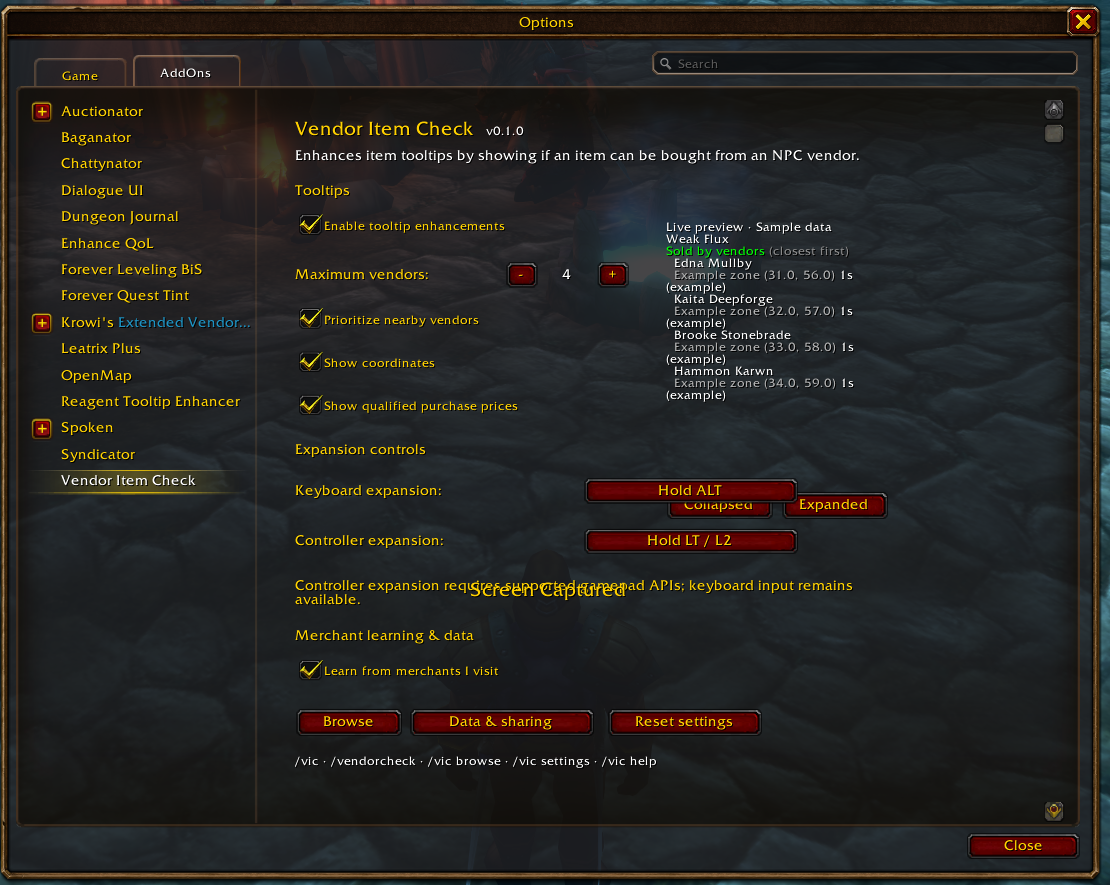 Options
Game
AddOns
Search
Auctionator
Baganator
Chattynator
Dialogue UI
Dungeon Journal
Enhance QoL
Forever Leveling BiS
Forever Quest Tint
Krowi's Extended Vendor...
Leatrix Plus
OpenMap
Reagent Tooltip Enhancer
Spoken
Syndicator
Vendor Item Check
Vendor Item Check v0.1.0
Enhances item tooltips by showing if an item can be bought from an NPC vendor.
Tooltips
Enable tooltip enhancements
Maximum vendors: - 4 +
Prioritize nearby vendors
Show coordinates
Show qualified purchase prices
Live preview · Sample data
Weak Flux
Sold by vendors (closest first)
Edna Mullby
Example zone (31.0, 56.0) 1s
(example)
Kaita Deepforge
Example zone (32.0, 57.0) 1s
(example)
Brooke Stonebrade
Example zone (33.0, 58.0) 1s
(example)
Hammon Karwn
Example zone (34.0, 59.0) 1s
(example)
Expansion controls
Keyboard expansion: Hold ALT
Collapsed Expanded
Controller expansion: Hold LT / L2
Controller expansion requires supported gamepad APIs; keyboard input remains
available.
Screen Captured
Merchant learning & data
Learn from merchants I visit
Browse Data & sharing Reset settings
/vic · /vendorcheck · /vic browse · /vic settings · /vic help
Close